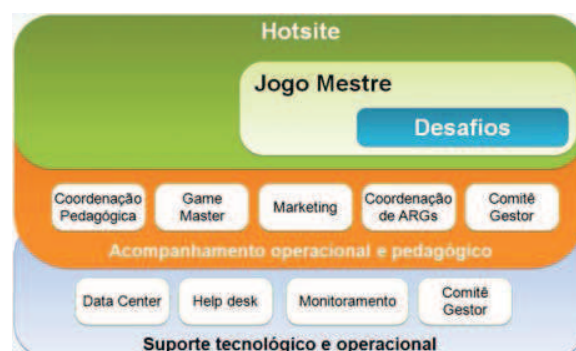 Hotsite
Jogo Mestre
Desafios
Coordenação
Pedagógica
Game
Master
Marketing
Coordenação
de ARGs
Comitê
Gestor
Acompanhamento operacional e pedagógico
Data Center
Help desk
Monitoramento
Comitê
Gestor
Suporte tecnológico e operacional